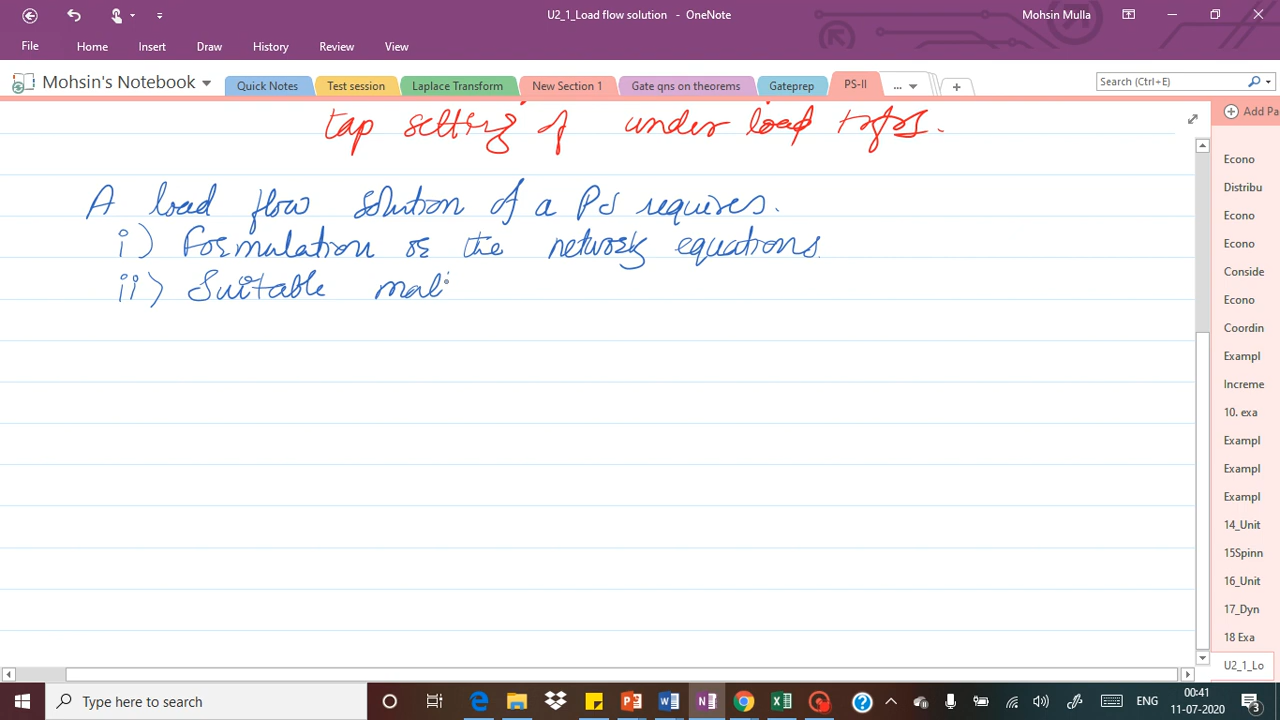 U2_1_Load flow solution - OneNote
Mohsin Mulla
File Home Insert Draw History Review View
Mohsin's Notebook
Quick Notes Test session Laplace Transform New Section 1 Gate qns on theorems Gateprep PS-II ...
Search (Ctrl+E)
Add Pa
tap setting of under load trfrs.
A load flow solution of a PS requires.
i) Formulation or the network equations.
ii) Suitable mat
Econo
Distribu
Econo
Econo
Conside
Econo
Coordin
Exampl
Increme
10. exa
Exampl
Exampl
Exampl
14_Unit
15Spinn
16_Unit
17_Dyn
18 Exa
U2_1_Lo
Type here to search
ENG
00:41
11-07-2020
3